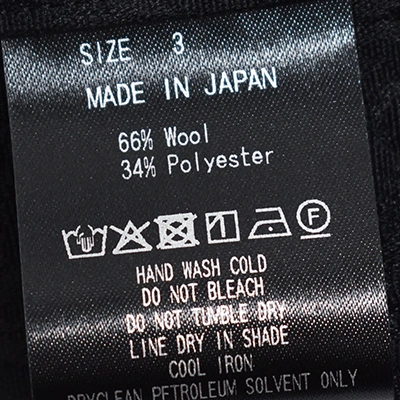 SIZE 3
MADE IN JAPAN
66% Wool
34% Polyester
F
HAND WASH COLD
DO NOT BLEACH
DO NOT TUMBLE DRY
LINE DRY IN SHADE
COOL IRON
DRYCLEAN PETROLEUM SOLVENT ONLY